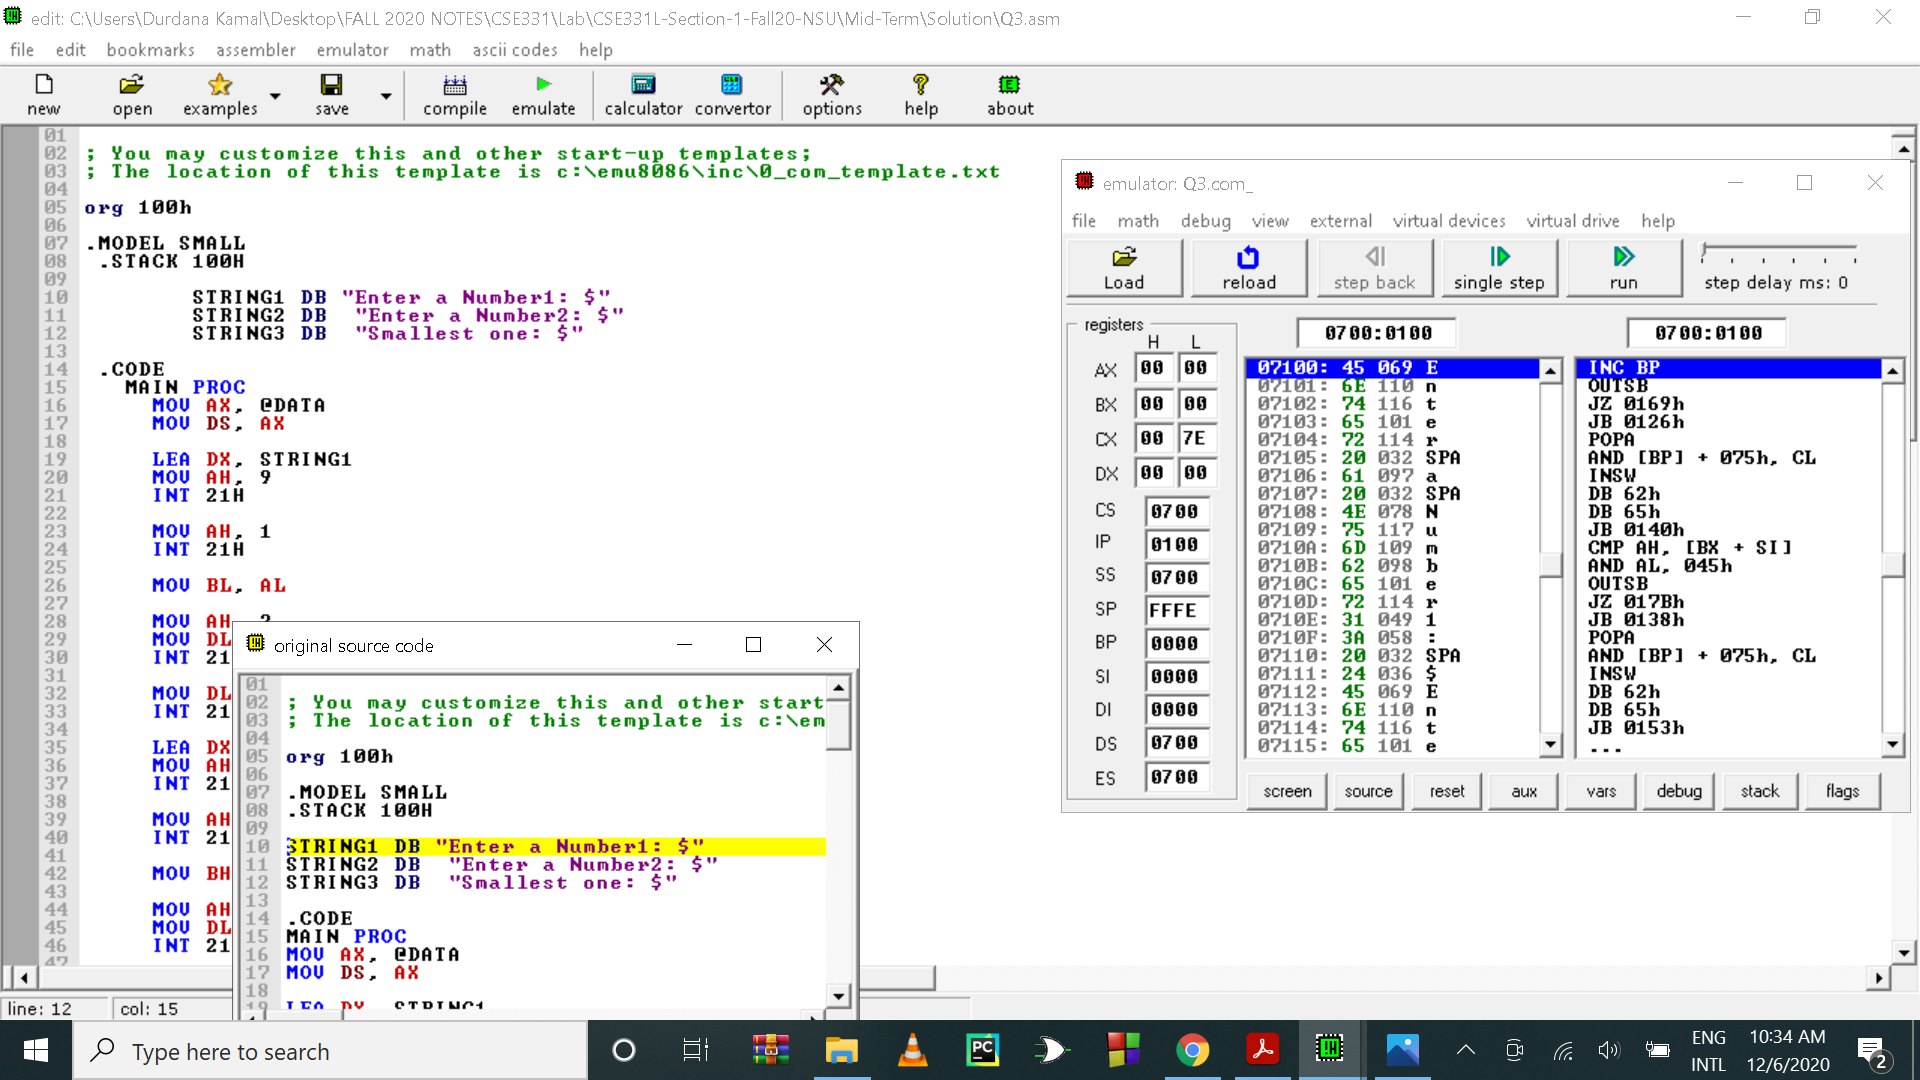 edit: C:\Users\Durdana Kamal\Desktop\FALL 2020 NOTES\CSE331\Lab\CSE331L-Section-1-Fall20-NSU\Mid-Term\Solution\Q3.asm
file edit bookmarks assembler emulator math ascii codes help
new open examples save compile emulate calculator convertor options help about
01
02 ; You may customize this and other start-up templates;
03 ; The location of this template is c:\emu8086\inc\0_com_template.txt
04
05 org 100h
06
07 .MODEL SMALL
08 .STACK 100H
09
10 STRING1 DB "Enter a Number1: $"
11 STRING2 DB "Enter a Number2: $"
12 STRING3 DB "Smallest one: $"
13
14 .CODE
15 MAIN PROC
16 MOV AX, @DATA
17 MOV DS, AX
18
19 LEA DX, STRING1
20 MOV AH, 9
21 INT 21H
22
23 MOV AH, 1
24 INT 21H
25
26 MOV BL, AL
27
28 MOV AH, 2
29 MOV DL
30 INT 21
31
32 MOV DL
33 INT 21
34
35 LEA DX
36 MOV AH
37 INT 21
38
39 MOV AH
40 INT 21
41
42 MOV BH
43
44 MOV AH
45 MOV DL
46 INT 21
47
line: 12 col: 15
original source code
01
02 ; You may customize this and other start
03 ; The location of this template is c:\em
04
05 org 100h
06
07 .MODEL SMALL
08 .STACK 100H
09
10 STRING1 DB "Enter a Number1: $"
11 STRING2 DB "Enter a Number2: $"
12 STRING3 DB "Smallest one: $"
13
14 .CODE
15 MAIN PROC
16 MOV AX, @DATA
17 MOV DS, AX
18
19 LEA DX, STRING1
emulator: Q3.com_
file math debug view external virtual devices virtual drive help
Load reload step back single step run step delay ms: 0
registers
H L
AX 00 00
BX 00 00
CX 00 7E
DX 00 00
CS 0700
IP 0100
SS 0700
SP FFFE
BP 0000
SI 0000
DI 0000
DS 0700
ES 0700
0700:0100
07100: 45 069 E
07101: 6E 110 n
07102: 74 116 t
07103: 65 101 e
07104: 72 114 r
07105: 20 032 SPA
07106: 61 097 a
07107: 20 032 SPA
07108: 4E 078 N
07109: 75 117 u
0710A: 6D 109 m
0710B: 62 098 b
0710C: 65 101 e
0710D: 72 114 r
0710E: 31 049 1
0710F: 3A 058 :
07110: 20 032 SPA
07111: 24 036 $
07112: 45 069 E
07113: 6E 110 n
07114: 74 116 t
07115: 65 101 e
0700:0100
INC BP
OUTSB
JZ 0169h
JB 0126h
POPA
AND [BP] + 075h, CL
INSW
DB 62h
DB 65h
JB 0140h
CMP AH, [BX + SI]
AND AL, 045h
OUTSB
JZ 017Bh
JB 0138h
POPA
AND [BP] + 075h, CL
INSW
DB 62h
DB 65h
JB 0153h
...
screen source reset aux vars debug stack flags
Type here to search
PC
ENG
INTL
10:34 AM
12/6/2020
2